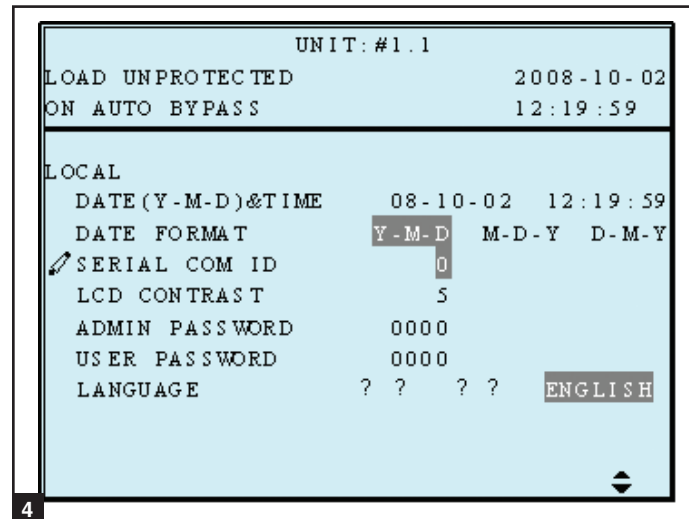 UNIT:#1.1
LOAD UNPROTECTED 2008-10-02
ON AUTO BYPASS 12:19:59
LOCAL
DATE(Y-M-D)&TIME 08-10-02 12:19:59
DATE FORMAT Y-M-D M-D-Y D-M-Y
SERIAL COM ID 0
LCD CONTRAST 5
ADMIN PASSWORD 0000
USER PASSWORD 0000
LANGUAGE ? ? ? ? ENGLISH
4